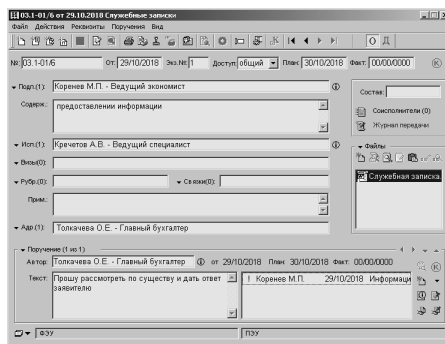 03.1-01/6 от 29.10.2018 Служебные записки
Файл Действия Реквизиты Поручения Вид
О Д
№: 03.1-01/6 От: 29/10/2018 Экз.№: 1 Доступ: общий План: 30/10/2018 Факт: 00/00/0000
Подп.(1): Коренев М.П. - Ведущий экономист
Состав:
Содерж.: предоставлении информации
Соисполнители (0)
Журнал передачи
Исп.(1): Кречетов А.В. - Ведущий специалист
Файлы
Визы(0):
Служебная записка.
Рубр.(0): Связки(0):
Прим.:
Адр.(1): Толкачева О.Е. - Главный бухгалтер
Поручение (1 из 1)
Автор: Толкачева О.Е. - Главный бухгалтер от 29/10/2018 План: 30/10/2018 Факт: 00/00/0000
Текст: Прошу рассмотреть по существу и дать ответ
заявителю
! Коренев М.П. 29/10/2018 Информаци
ФЭУ ПЭУ